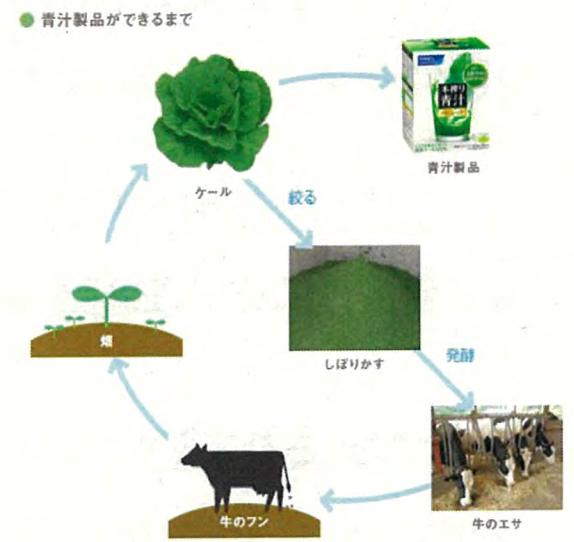 青汁製品ができるまで
本搾り
青汁
青汁製品
ケール
絞る
しぼりかす
畑
発酵
牛のフン
牛のエサ